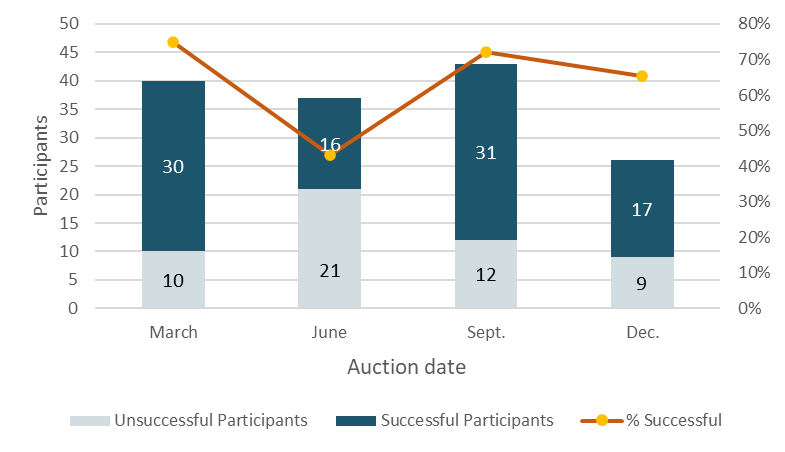 50 80%
45 70%
40 60%
35 50%
30 40%
25 30%
20 20%
15 10%
10 0%
5
0
Participants
30 16 31 17
10 21 12 9
March June Sept. Dec.
Auction date
Unsuccessful Participants Successful Participants % Successful